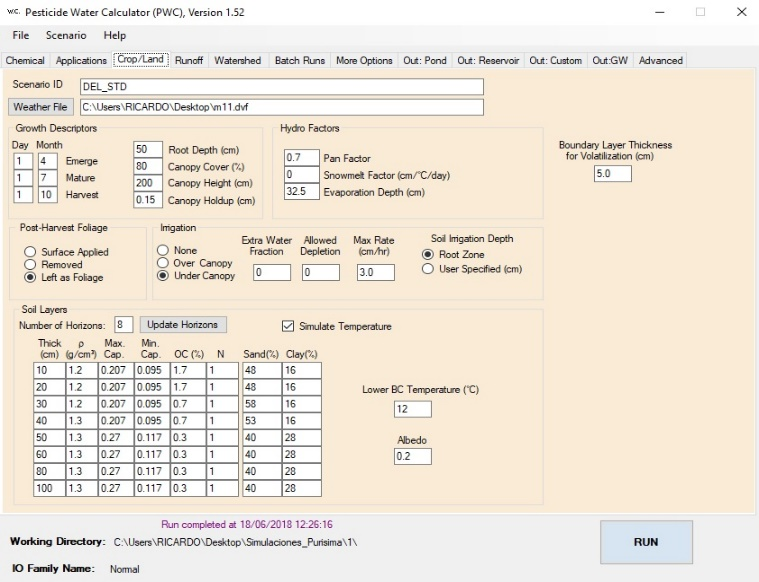 W.C. Pesticide Water Calculator (PWC), Version 1.52
File Scenario Help
Chemical Applications Crop/Land Runoff Watershed Batch Runs More Options Out: Pond Out: Reservoir Out: Custom Out:GW Advanced
Scenario ID DEL_STD
Weather File C:\Users\RICARDO\Desktop\m11.dvf
Growth Descriptors
Day Month
1 4 Emerge
1 7 Mature
1 10 Harvest
50 Root Depth (cm)
80 Canopy Cover (%)
200 Canopy Height (cm)
0.15 Canopy Holdup (cm)
Hydro Factors
0.7 Pan Factor
0 Snowmelt Factor (cm/°C/day)
32.5 Evaporation Depth (cm)
Boundary Layer Thickness
for Volatilization (cm)
5.0
Post-Harvest Foliage
Surface Applied
Removed
Left as Foliage
Irrigation
None
Over Canopy
Under Canopy
Extra Water
Fraction
0
Allowed
Depletion
0
Max Rate
(cm/hr)
3.0
Soil Irrigation Depth
Root Zone
User Specified (cm)
Soil Layers
Number of Horizons: 8 Update Horizons
Simulate Temperature
Thick ρ Max. Min.
(cm) (g/cm³) Cap. Cap. OC (%) N Sand(%) Clay(%)
10 1.2 0.207 0.095 1.7 1 48 16
20 1.2 0.207 0.095 1.7 1 48 16
30 1.2 0.207 0.095 0.7 1 58 16
40 1.3 0.207 0.095 0.7 1 53 16
50 1.3 0.27 0.117 0.3 1 40 28
60 1.3 0.27 0.117 0.3 1 40 28
80 1.3 0.27 0.117 0.3 1 40 28
100 1.3 0.27 0.117 0.3 1 40 28
Lower BC Temperature (°C)
12
Albedo
0.2
Run completed at 18/06/2018 12:26:16
Working Directory: C:\Users\RICARDO\Desktop\Simulaciones_Purisima\1\
IO Family Name: Normal
RUN